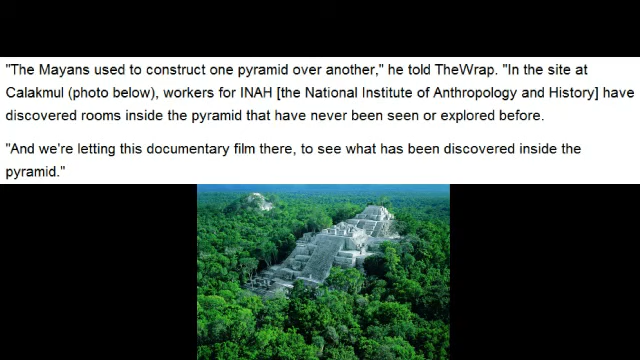 "The Mayans used to construct one pyramid over another," he told TheWrap. "In the site at
Calakmul (photo below), workers for INAH [the National Institute of Anthropology and History] have
discovered rooms inside the pyramid that have never been seen or explored before.
"And we're letting this documentary film there, to see what has been discovered inside the
pyramid."